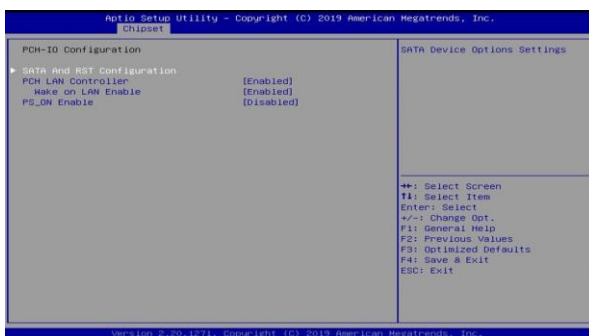 Aptio Setup Utility – Copyright (C) 2019 American Megatrends, Inc.
Chipset
PCH-IO Configuration
SATA Device Options Settings
▶ SATA And RST Configuration
PCH LAN Controller [Enabled]
Wake on LAN Enable [Enabled]
PS_ON Enable [Disabled]
→←: Select Screen
↑↓: Select Item
Enter: Select
+/-: Change Opt.
F1: General Help
F2: Previous Values
F3: Optimized Defaults
F4: Save & Exit
ESC: Exit
Version 2.20.1271. Copyright (C) 2019 American Megatrends, Inc.